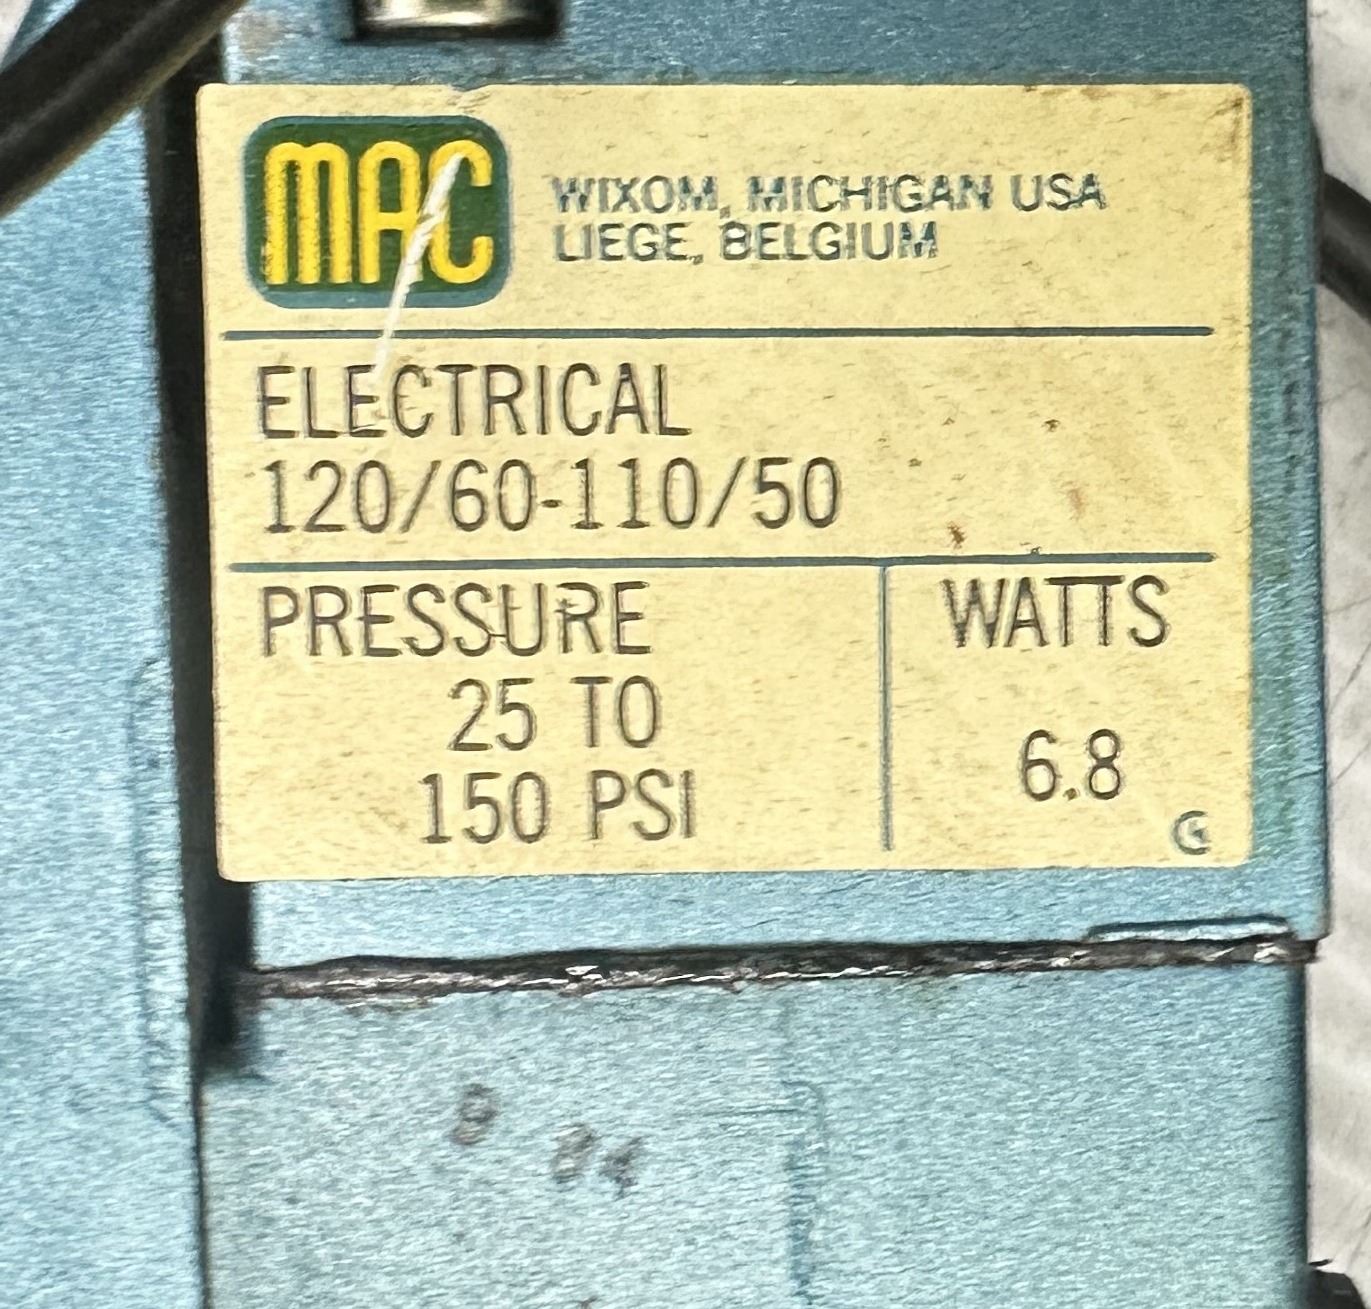 MAC
WIXOM, MICHIGAN USA
LIEGE, BELGIUM
ELECTRICAL
120/60-110/50
PRESSURE
25 TO
150 PSI
WATTS
6.8